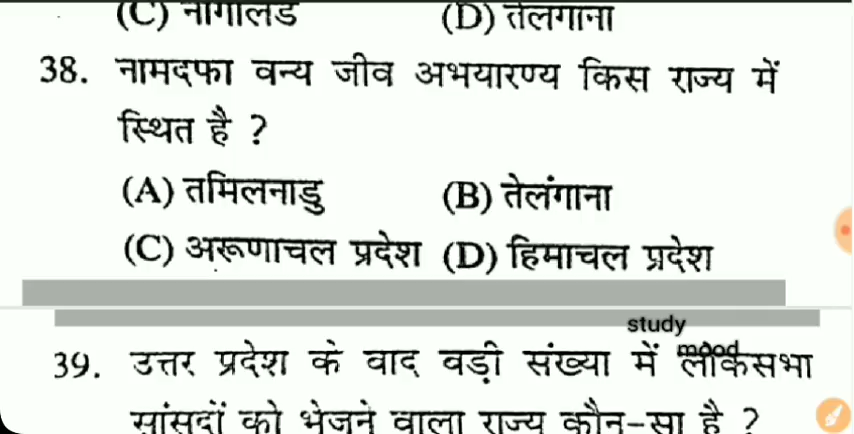 (C) नागालैंड (D) तेलंगाना
38. नामदफा वन्य जीव अभयारण्य किस राज्य में
स्थित है ?
(A) तमिलनाडु (B) तेलंगाना
(C) अरूणाचल प्रदेश (D) हिमाचल प्रदेश
study
mood
39. उत्तर प्रदेश के वाद वड़ी संख्या में लोकसभा
सांसदों को भेजने वाला राज्य कौन-सा है ?